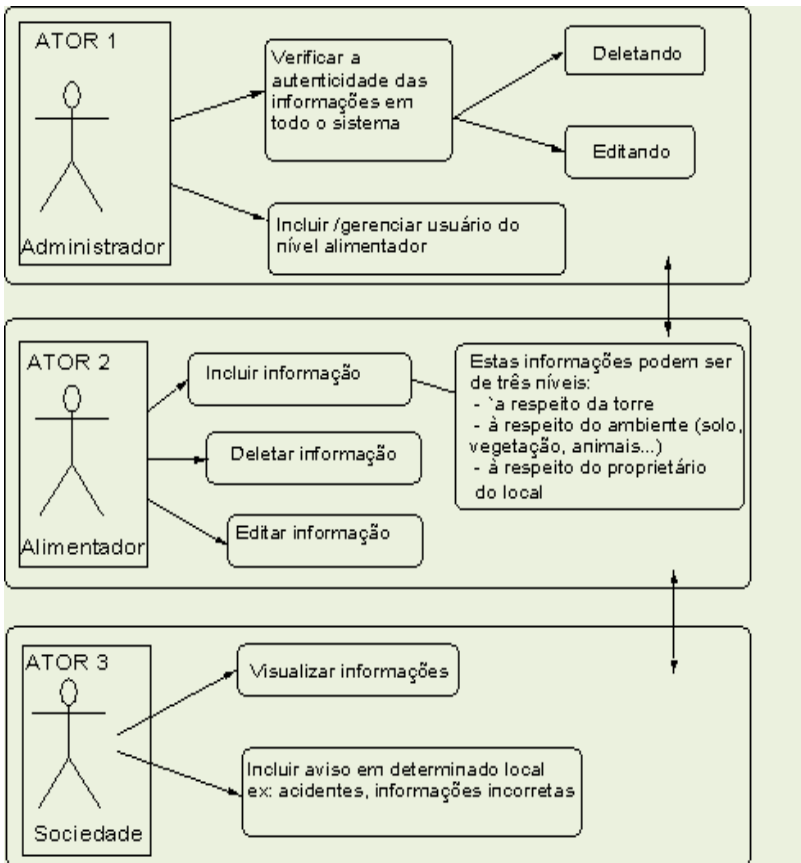 ATOR 1
Administrador
Verificar a
autenticidade das
informações em
todo o sistema
Deletando
Editando
Incluir /gerenciar usuário do
nível alimentador
ATOR 2
Alimentador
Incluir informação
Deletar informação
Editar informação
Estas informações podem ser
de três níveis:
- `a respeito da torre
- à respeito do ambiente (solo,
vegetação, animais...)
- à respeito do proprietário
do local
ATOR 3
Sociedade
Visualizar informações
Incluir aviso em determinado local
ex: acidentes, informações incorretas